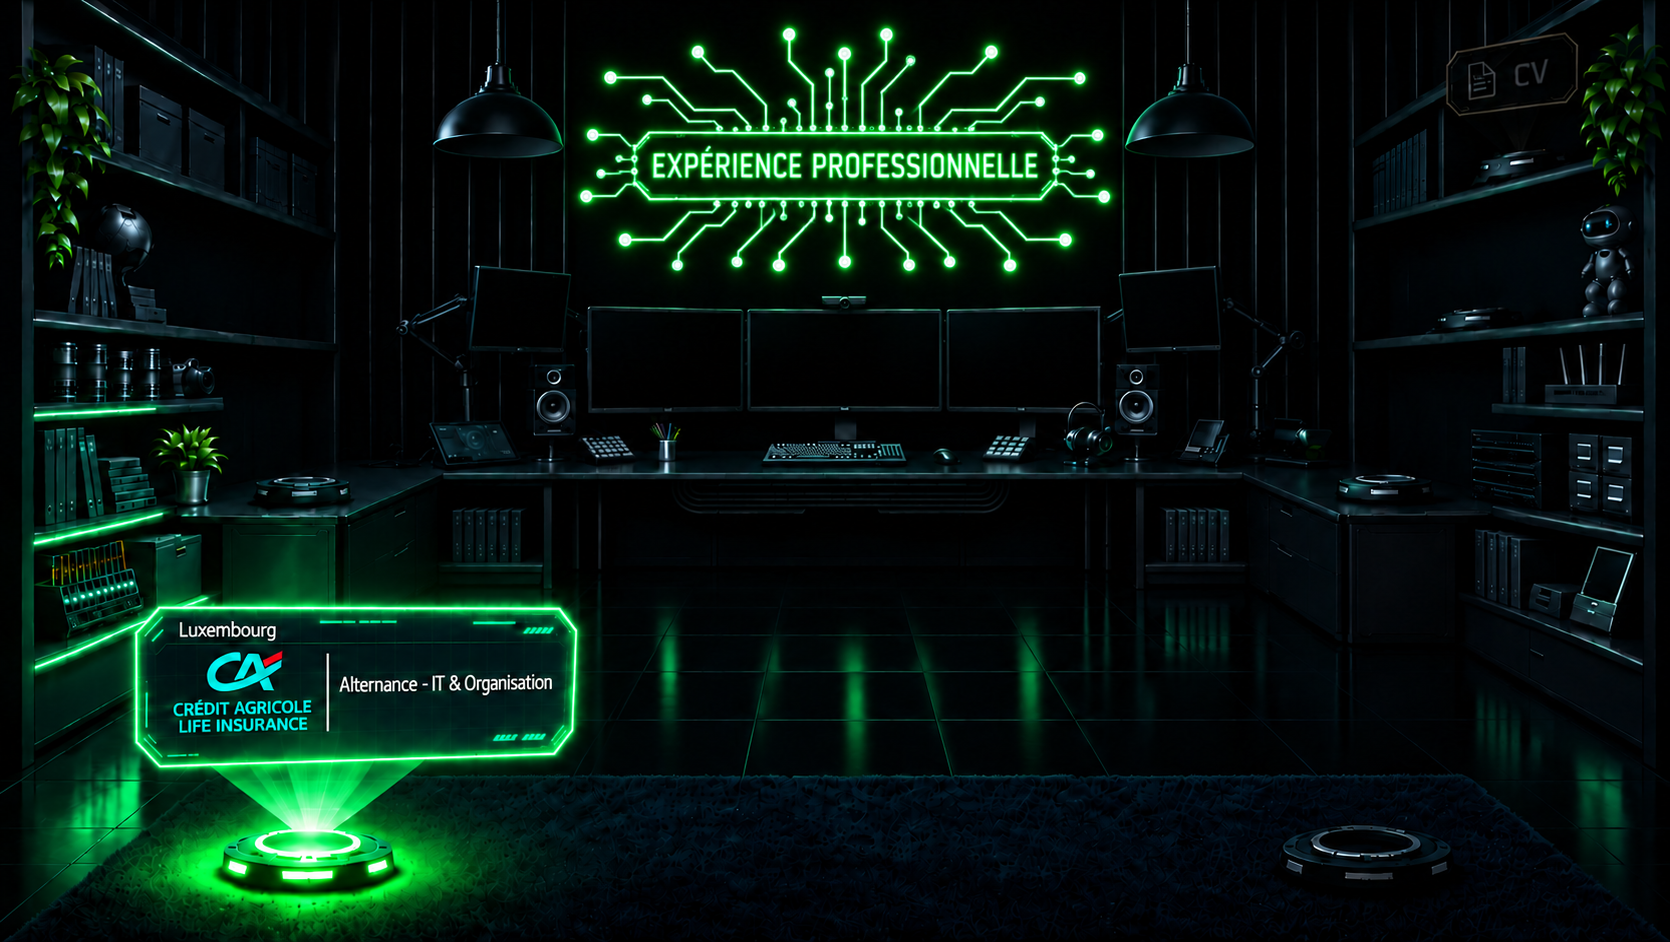 EXPÉRIENCE PROFESSIONNELLE
CV
Luxembourg
CA
CRÉDIT AGRICOLE
LIFE INSURANCE
Alternance - IT & Organisation